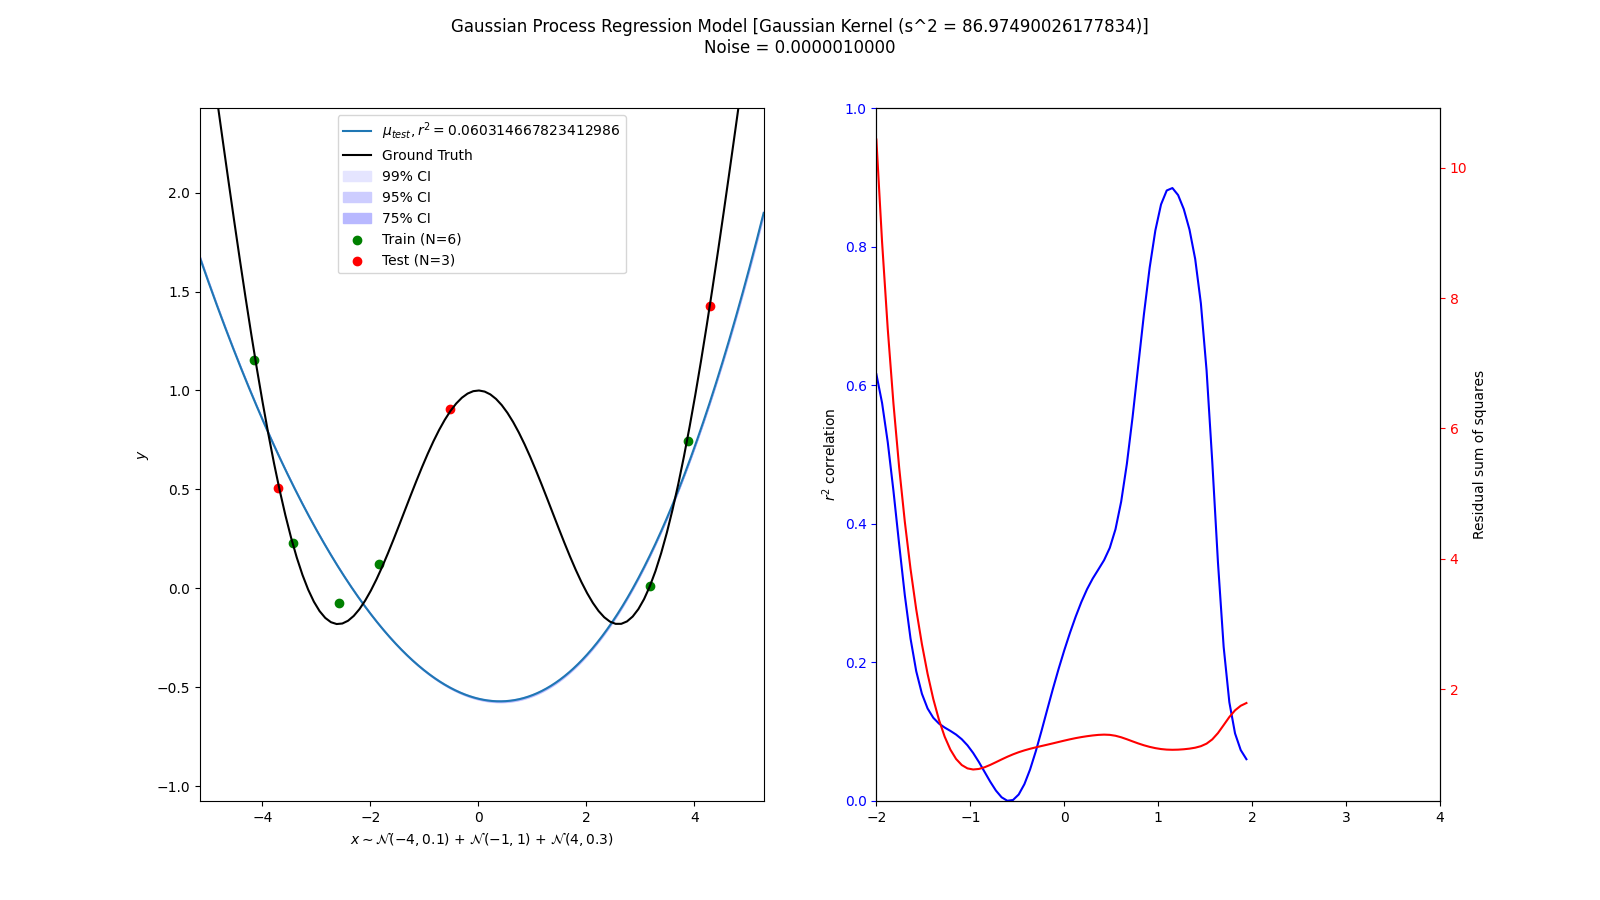 Gaussian Process Regression Model [Gaussian Kernel (s^2 = 86.97490026177834)]
Noise = 0.0000010000
μ_test, r² = 0.060314667823412986
Ground Truth
99% CI
95% CI
75% CI
Train (N=6)
Test (N=3)
2.0
1.5
1.0
0.5
0.0
−0.5
−1.0
y
−4
−2
0
2
4
x ~ 𝒩(−4, 0.1) + 𝒩(−1, 1) + 𝒩(4, 0.3)
1.0
0.8
0.6
0.4
0.2
0.0
r² correlation
−2
−1
0
1
2
3
4
10
8
6
4
2
Residual sum of squares